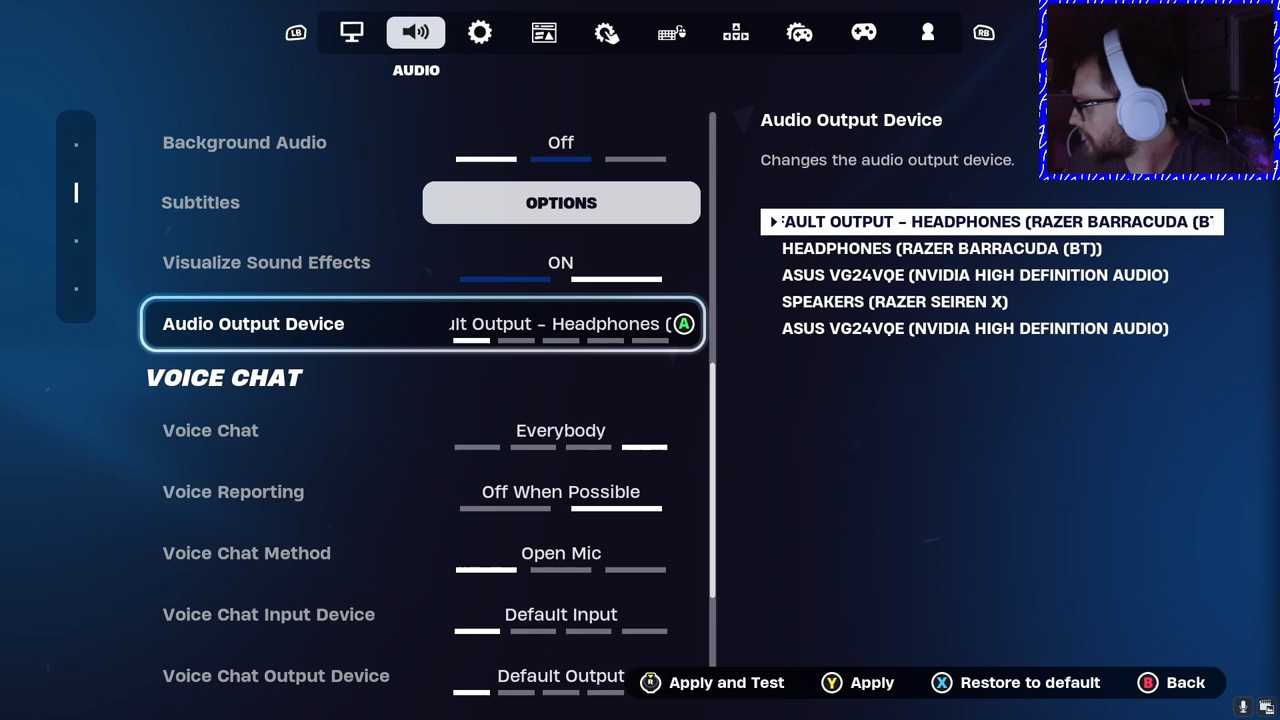 LB
RB
AUDIO
Background Audio
Off
Subtitles
OPTIONS
Visualize Sound Effects
ON
Audio Output Device
ult Output - Headphones (
A
VOICE CHAT
Voice Chat
Everybody
Voice Reporting
Off When Possible
Voice Chat Method
Open Mic
Voice Chat Input Device
Default Input
Voice Chat Output Device
Default Output
Audio Output Device
Changes the audio output device.
FAULT OUTPUT - HEADPHONES (RAZER BARRACUDA (BT
HEADPHONES (RAZER BARRACUDA (BT))
ASUS VG24VQE (NVIDIA HIGH DEFINITION AUDIO)
SPEAKERS (RAZER SEIREN X)
ASUS VG24VQE (NVIDIA HIGH DEFINITION AUDIO)
R Apply and Test
Y Apply
X Restore to default
B Back